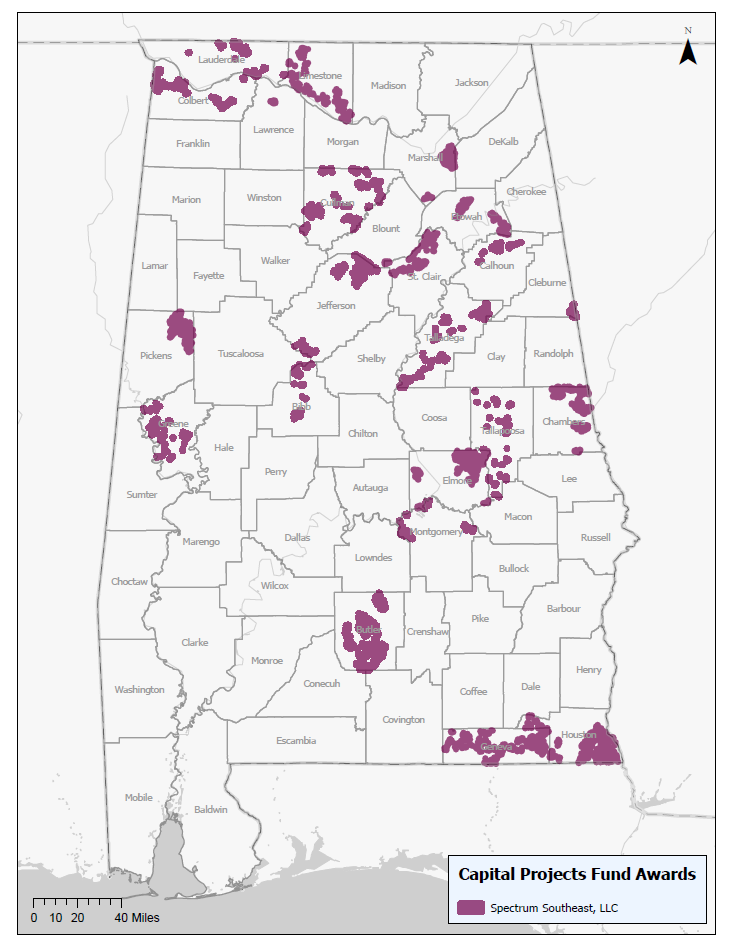 N
Lauderdale
Limestone
Madison
Jackson
Colbert
Lawrence
Franklin
Morgan
Marshall
DeKalb
Cherokee
Marion
Winston
Cullman
Etowah
Blount
Walker
Lamar
Fayette
St. Clair
Calhoun
Cleburne
Jefferson
Talladega
Pickens
Tuscaloosa
Shelby
Clay
Randolph
Bibb
Coosa
Tallapoosa
Chambers
Greene
Hale
Chilton
Perry
Elmore
Lee
Sumter
Autauga
Macon
Marengo
Dallas
Montgomery
Russell
Lowndes
Choctaw
Wilcox
Bullock
Barbour
Clarke
Butler
Crenshaw
Pike
Monroe
Conecuh
Washington
Coffee
Dale
Henry
Covington
Escambia
Geneva
Houston
Mobile
Baldwin
Capital Projects Fund Awards
Spectrum Southeast, LLC
0 10 20 40 Miles